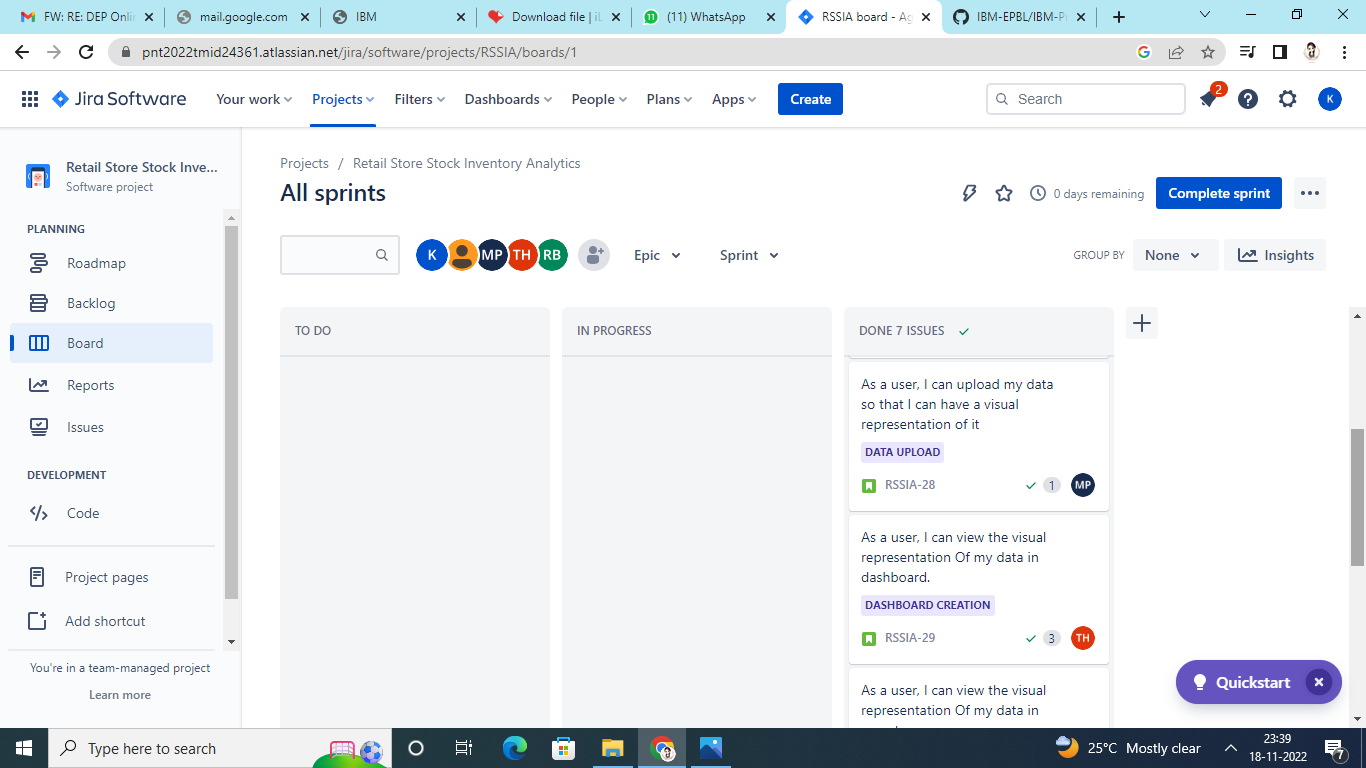 FW: RE: DEP Onli
mail.google.com
IBM
Download file | iL
(11) WhatsApp
RSSIA board - Ag
IBM-EPBL/IBM-P
pnt2022tmid24361.atlassian.net/jira/software/projects/RSSIA/boards/1
Jira Software
Your work
Projects
Filters
Dashboards
People
Plans
Apps
Create
Search
2
K
Retail Store Stock Inve...
Software project
PLANNING
Roadmap
Backlog
Board
Reports
Issues
DEVELOPMENT
Code
Project pages
Add shortcut
You're in a team-managed project
Learn more
Projects / Retail Store Stock Inventory Analytics
All sprints
0 days remaining
Complete sprint
K
MP
TH
RB
Epic
Sprint
GROUP BY
None
Insights
TO DO
IN PROGRESS
DONE 7 ISSUES
As a user, I can upload my data
so that I can have a visual
representation of it
DATA UPLOAD
RSSIA-28
1
MP
As a user, I can view the visual
representation Of my data in
dashboard.
DASHBOARD CREATION
RSSIA-29
3
TH
As a user, I can view the visual
representation Of my data in
Quickstart
Type here to search
25°C Mostly clear
23:39
18-11-2022
7